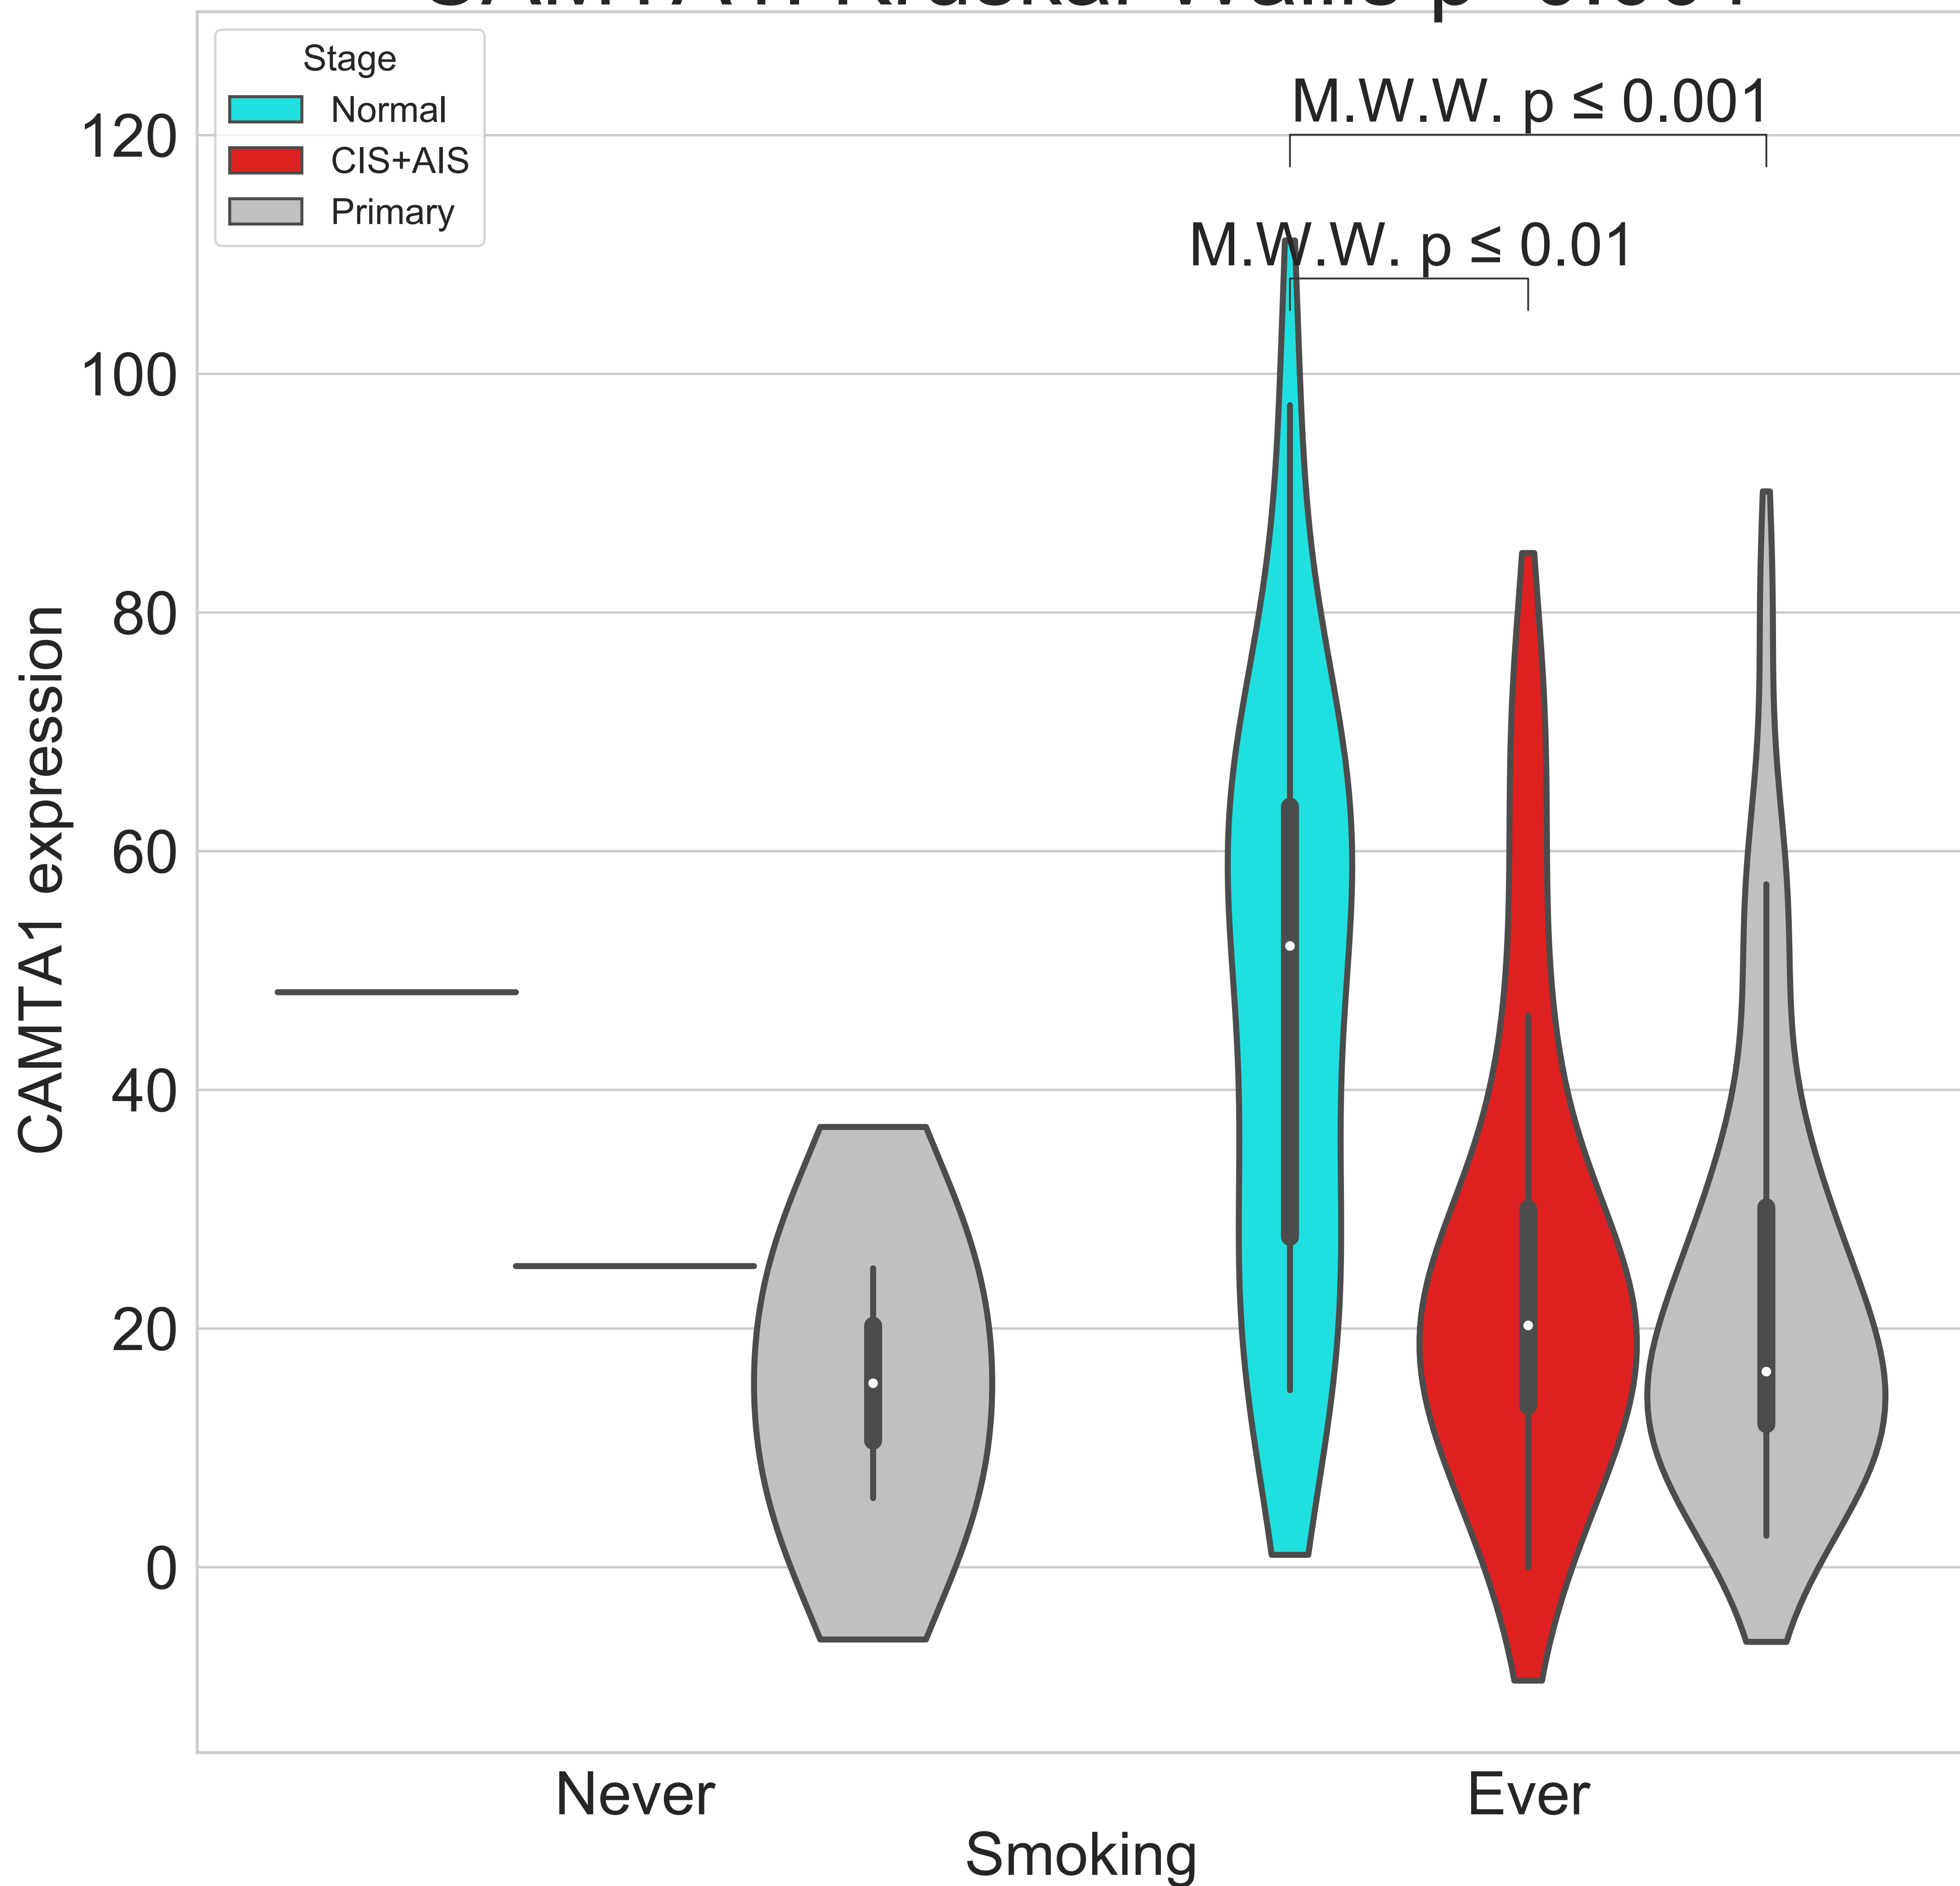 Stage
Normal
CIS+AIS
Primary
M.W.W. p ≤ 0.001
M.W.W. p ≤ 0.01
120
100
80
60
40
20
0
CAMTA1 expression
Never
Ever
Smoking